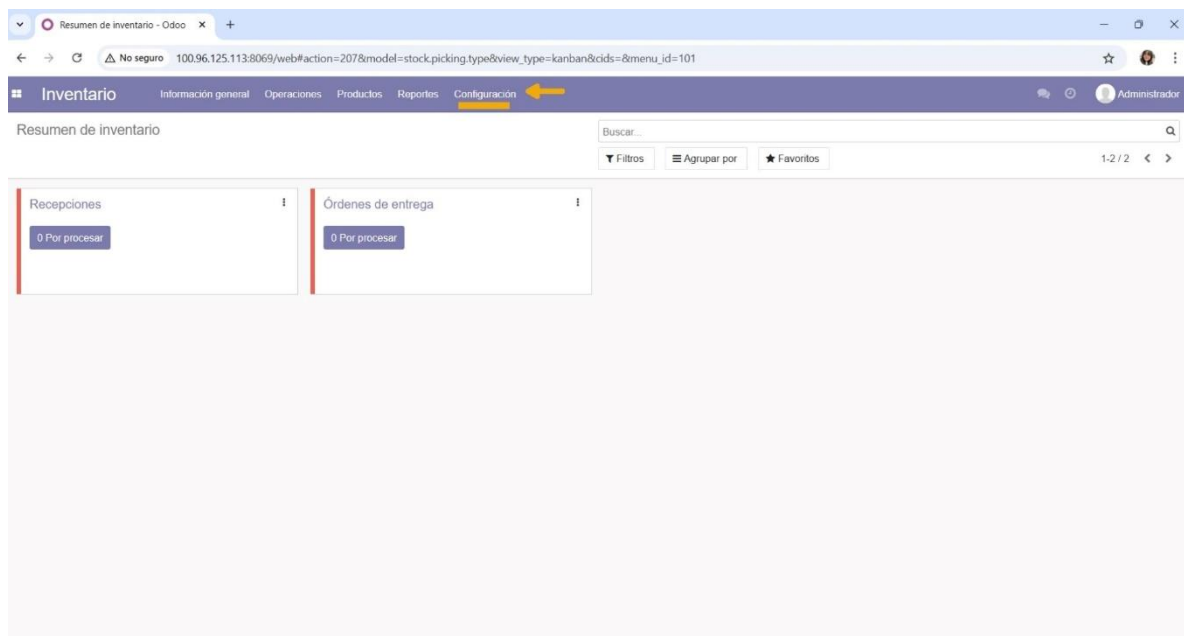 Resumen de inventario - Odoo
No seguro 100.96.125.113:8069/web#action=207&model=stock.picking.type&view_type=kanban&cids=&menu_id=101
Inventario Información general Operaciones Productos Reportes Configuración Administrador
Resumen de inventario Buscar...
Filtros Agrupar por Favoritos 1-2 / 2
Recepciones Órdenes de entrega
0 Por procesar 0 Por procesar